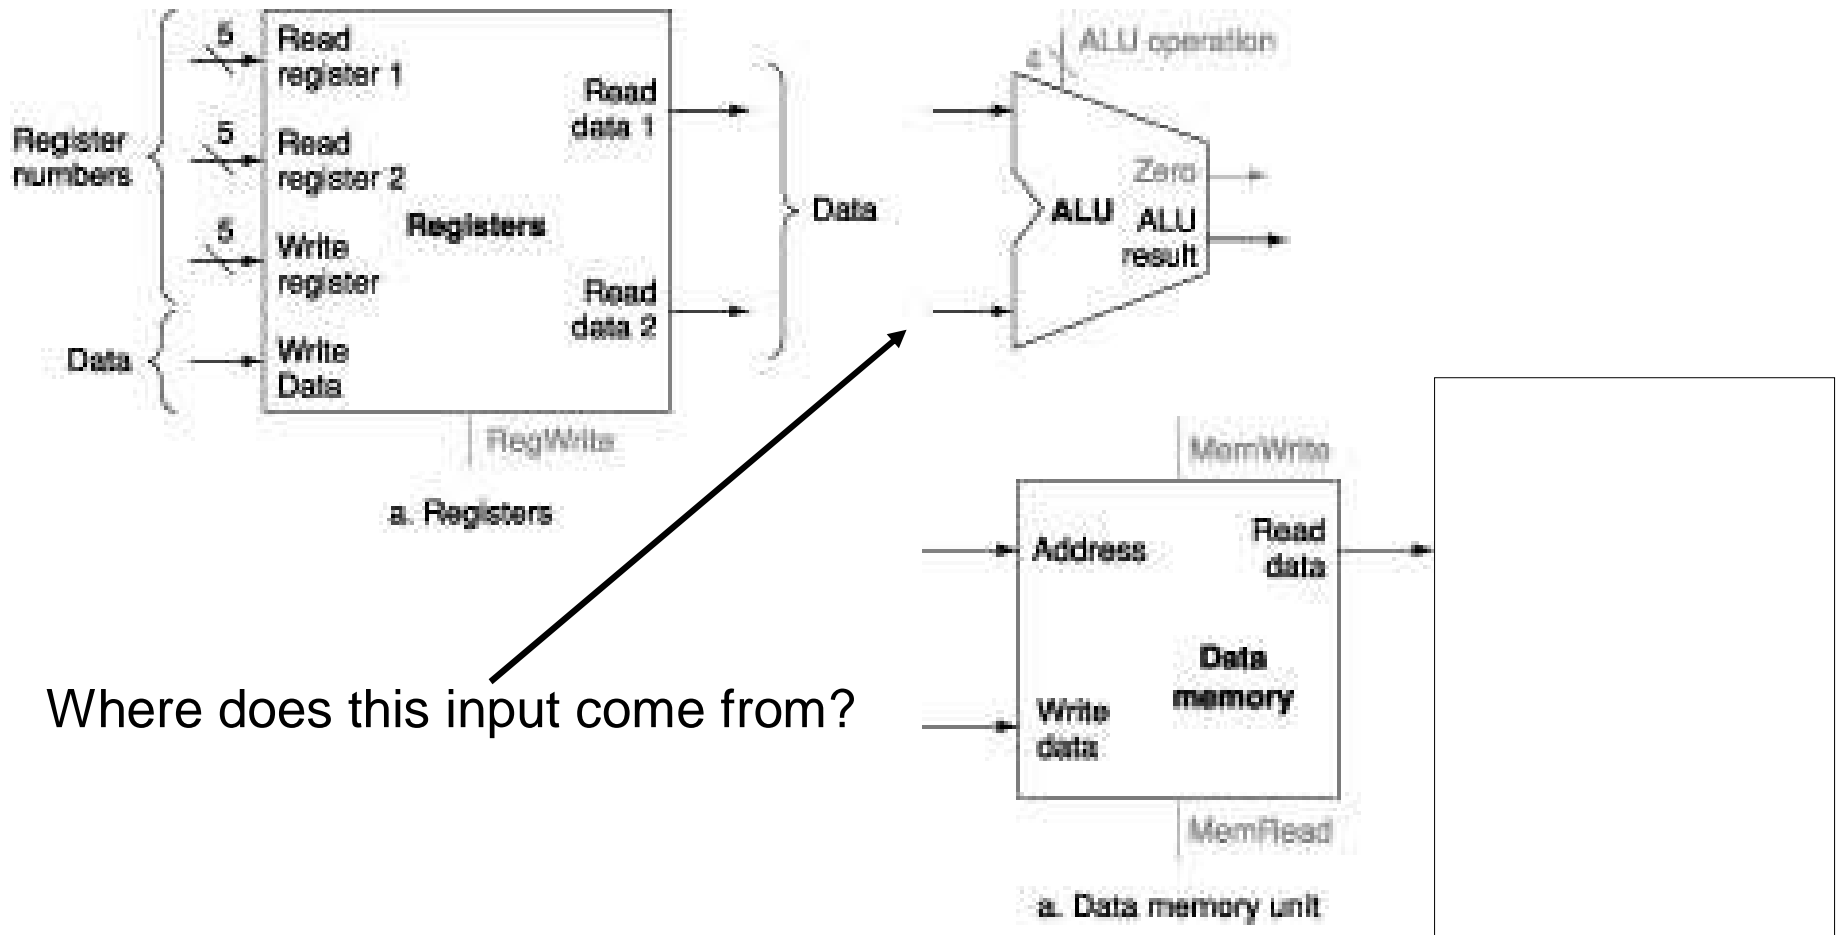 Register
numbers
Data
5
5
5
Read
register 1
Read
register 2
Write
register
Write
Data
Registers
Read
data 1
Read
data 2
RegWrite
a. Registers
Data
4
ALU operation
ALU
Zero
ALU
result
Where does this input come from?
MemWrite
Address
Read
data
Write
data
Data
memory
MemRead
a. Data memory unit